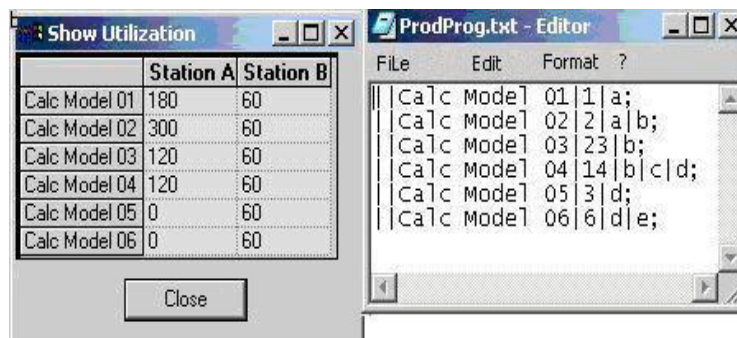 Show Utilization
Station A Station B
Calc Model 01 180 60
Calc Model 02 300 60
Calc Model 03 120 60
Calc Model 04 120 60
Calc Model 05 0 60
Calc Model 06 0 60
Close
ProdProg.txt - Editor
FiLe Edit Format ?
||Calc Model 01|1|a;
||Calc Model 02|2|a|b;
||Calc Model 03|23|b;
||Calc Model 04|14|b|c|d;
||Calc Model 05|3|d;
||Calc Model 06|6|d|e;